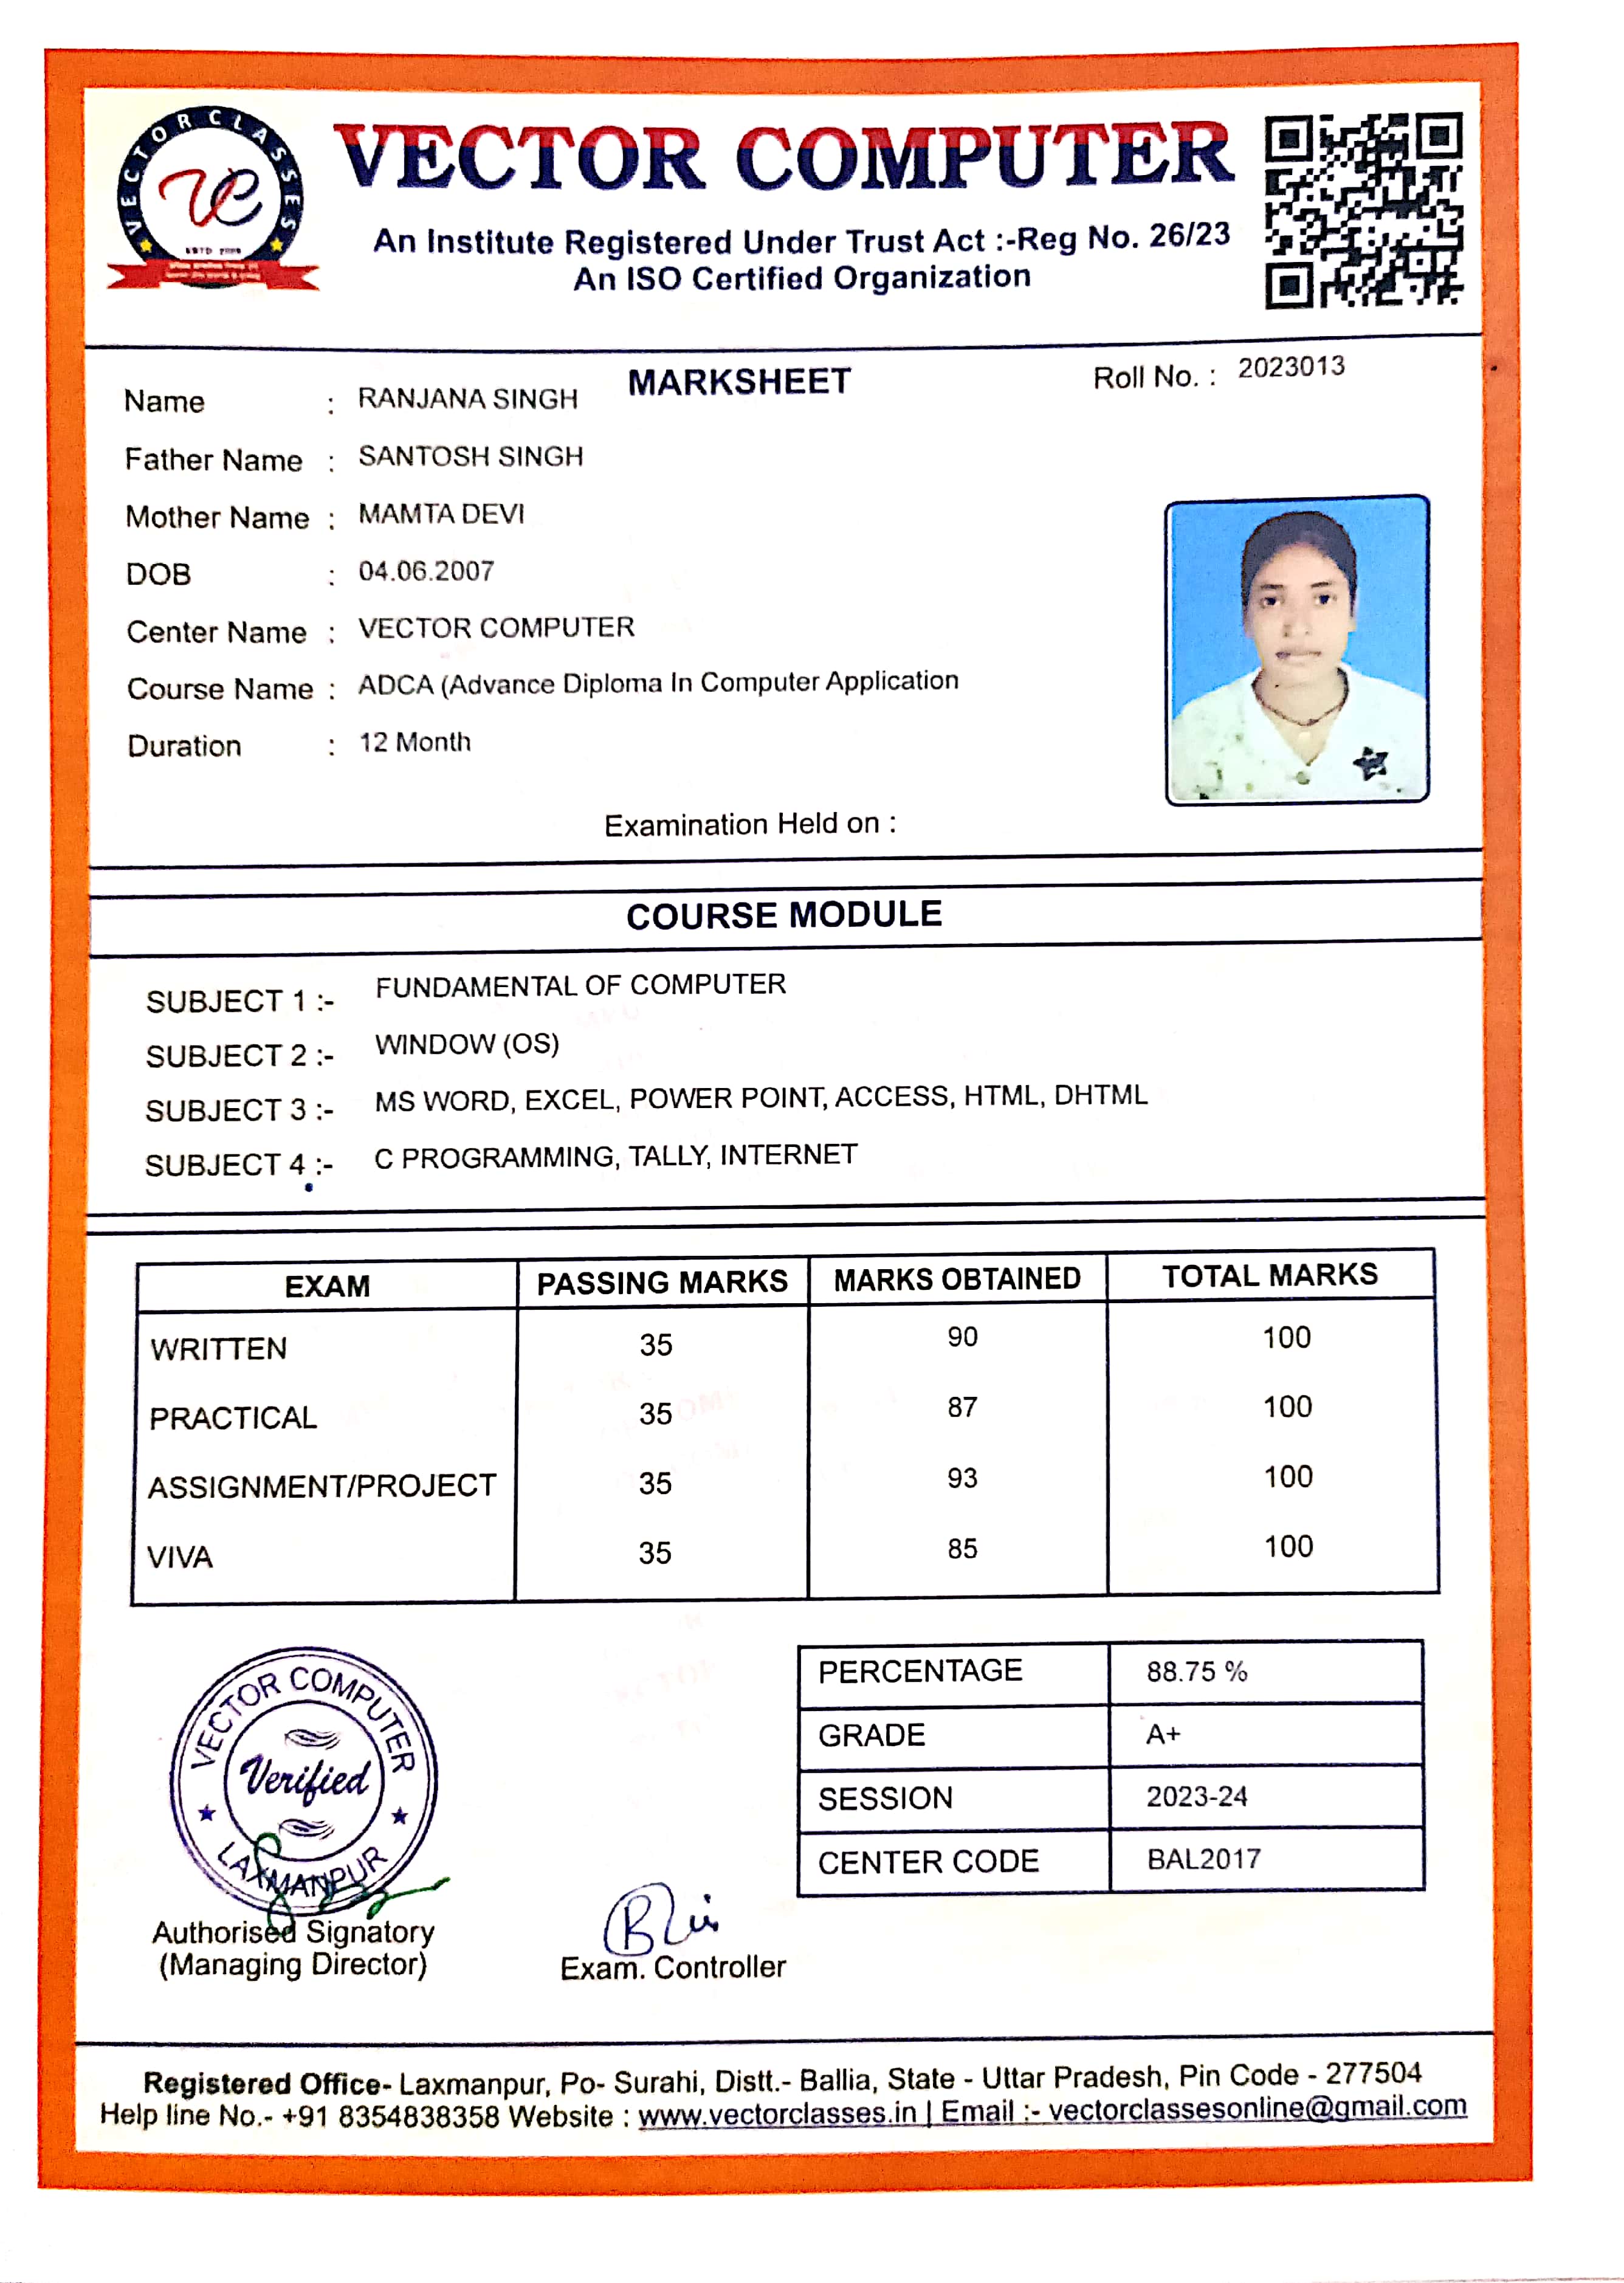 VECTOR CLASSES
VC
ESTD 2009
VECTOR COMPUTER
An Institute Registered Under Trust Act :-Reg No. 26/23
An ISO Certified Organization
MARKSHEET
Roll No. : 2023013
Name : RANJANA SINGH
Father Name : SANTOSH SINGH
Mother Name : MAMTA DEVI
DOB : 04.06.2007
Center Name : VECTOR COMPUTER
Course Name : ADCA (Advance Diploma In Computer Application
Duration : 12 Month
Examination Held on :
COURSE MODULE
SUBJECT 1 :- FUNDAMENTAL OF COMPUTER
SUBJECT 2 :- WINDOW (OS)
SUBJECT 3 :- MS WORD, EXCEL, POWER POINT, ACCESS, HTML, DHTML
SUBJECT 4 :- C PROGRAMMING, TALLY, INTERNET
EXAM PASSING MARKS MARKS OBTAINED TOTAL MARKS
WRITTEN 35 90 100
PRACTICAL 35 87 100
ASSIGNMENT/PROJECT 35 93 100
VIVA 35 85 100
PERCENTAGE 88.75 %
GRADE A+
SESSION 2023-24
CENTER CODE BAL2017
VECTOR COMPUTER
Verified
LAXMANPUR
Authorised Signatory
(Managing Director)
Exam. Controller
Registered Office- Laxmanpur, Po- Surahi, Distt.- Ballia, State - Uttar Pradesh, Pin Code - 277504
Help line No.- +91 8354838358 Website : www.vectorclasses.in | Email :- vectorclassesonline@gmail.com